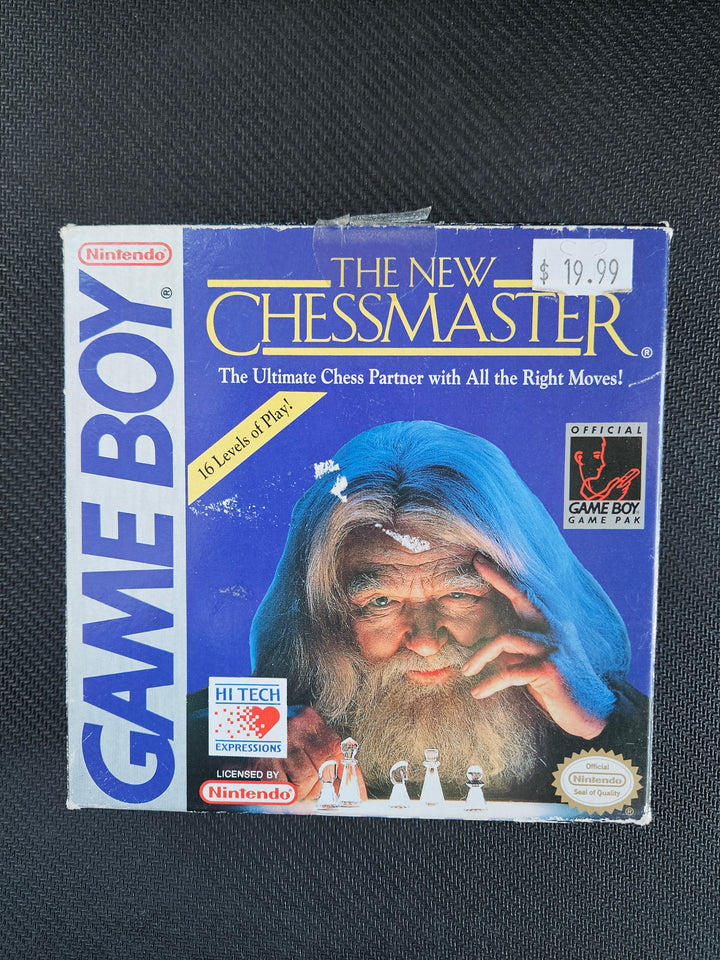 Nintendo®
GAME BOY®
THE NEW
CHESSMASTER®
$ 19.99
The Ultimate Chess Partner with All the Right Moves!
16 Levels of Play!
OFFICIAL
GAME BOY
GAME PAK
HI TECH
EXPRESSIONS
LICENSED BY
Nintendo®
Official
Nintendo®
Seal of Quality
®